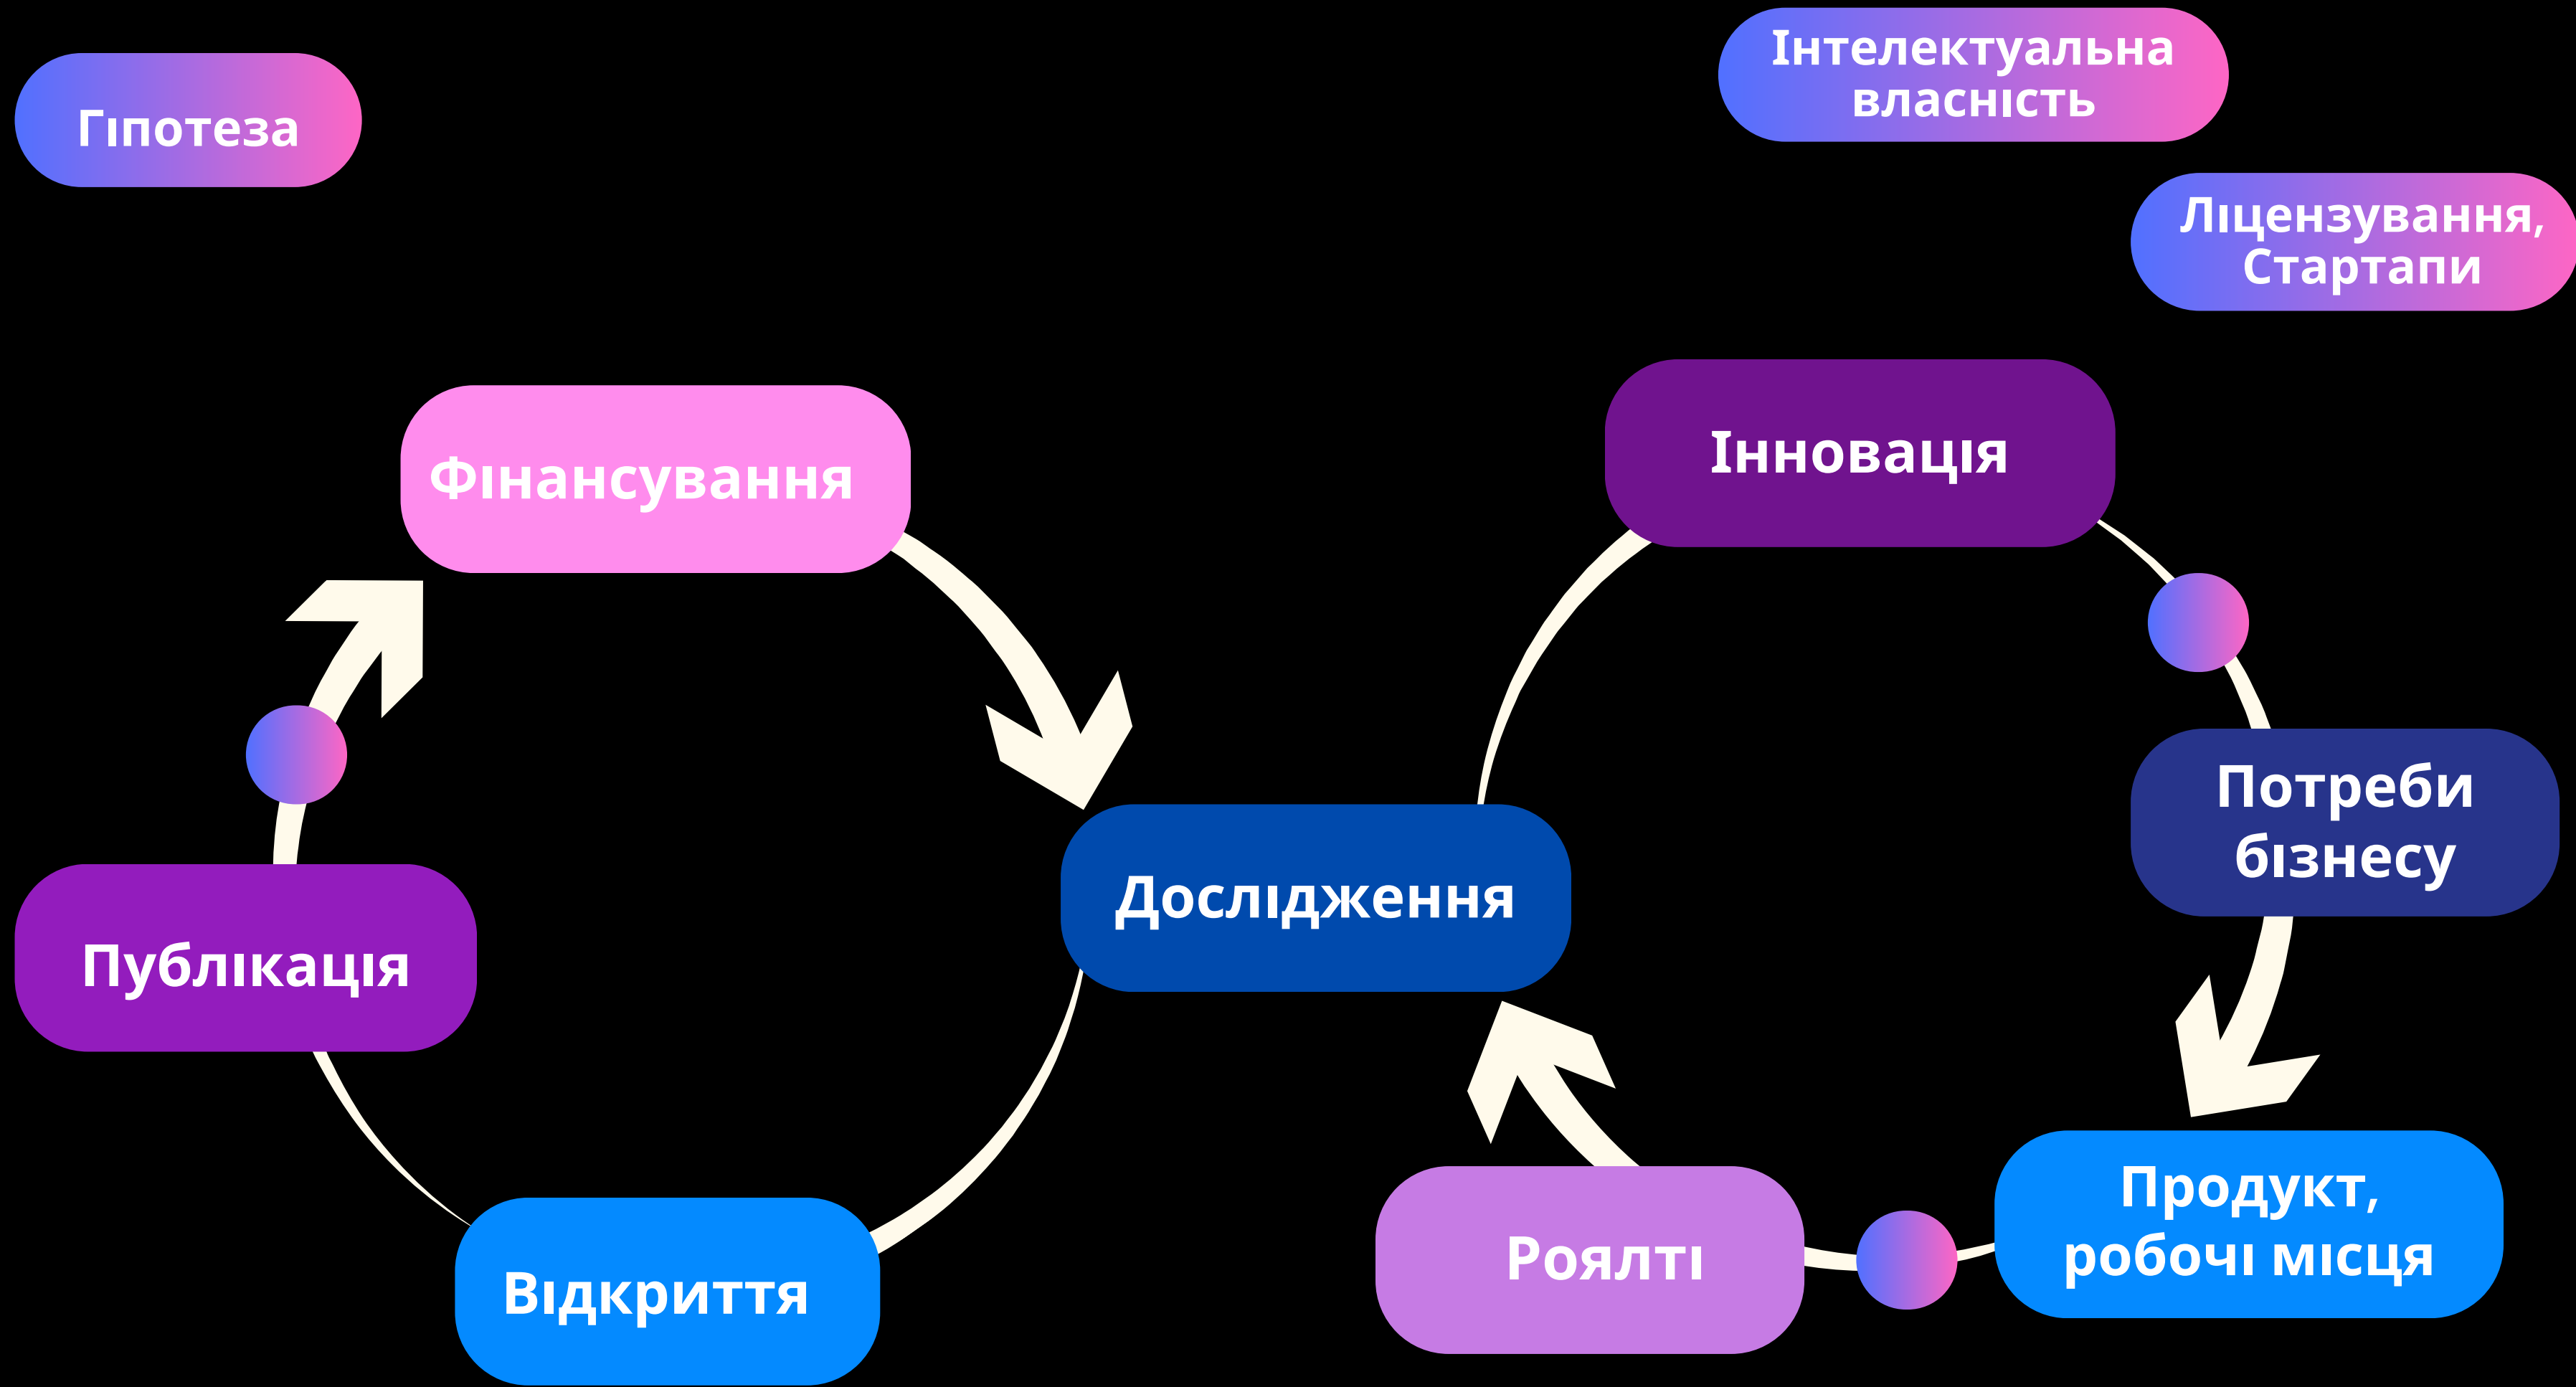 Інтелектуальна
власність
Гіпотеза
Ліцензування,
Стартапи
Інновація
Фінансування
Потреби
бізнесу
Дослідження
Публікація
Продукт,
робочі місця
Роялті
Відкриття